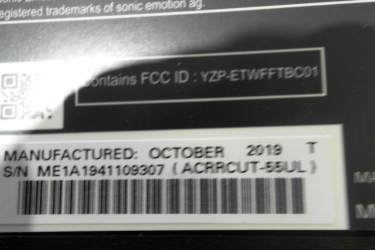 registered trademarks of sonic emotion ag.
Contains FCC ID : YZP-ETWFFTBC01
MANUFACTURED: OCTOBER 2019 T
S/N ME1A1941109307 ( ACRRCUT-55UL )